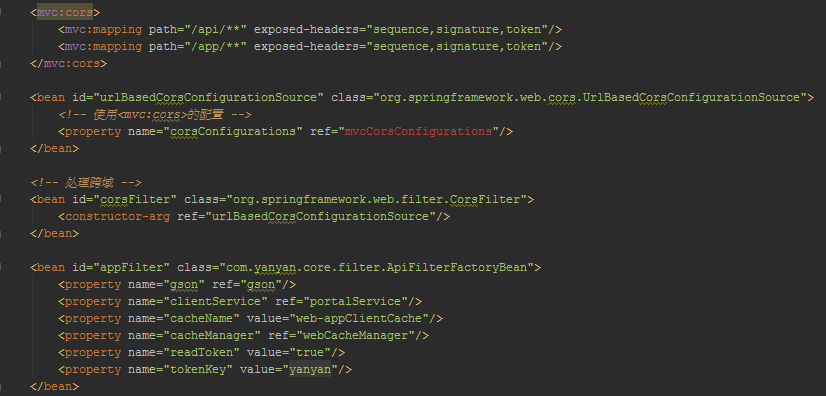 <mvc:cors>
<mvc:mapping path="/api/**" exposed-headers="sequence,signature,token"/>
<mvc:mapping path="/app/**" exposed-headers="sequence,signature,token"/>
</mvc:cors>
<bean id="urlBasedCorsConfigurationSource" class="org.springframework.web.cors.UrlBasedCorsConfigurationSource">
<!-- 使用<mvc:cors>的配置 -->
<property name="corsConfigurations" ref="mvcCorsConfigurations"/>
</bean>
<!-- 处理跨域 -->
<bean id="corsFilter" class="org.springframework.web.filter.CorsFilter">
<constructor-arg ref="urlBasedCorsConfigurationSource"/>
</bean>
<bean id="appFilter" class="com.yanyan.core.filter.ApiFilterFactoryBean">
<property name="gson" ref="gson"/>
<property name="clientService" ref="portalService"/>
<property name="cacheName" value="web-appClientCache"/>
<property name="cacheManager" ref="webCacheManager"/>
<property name="readToken" value="true"/>
<property name="tokenKey" value="yanyan"/>
</bean>